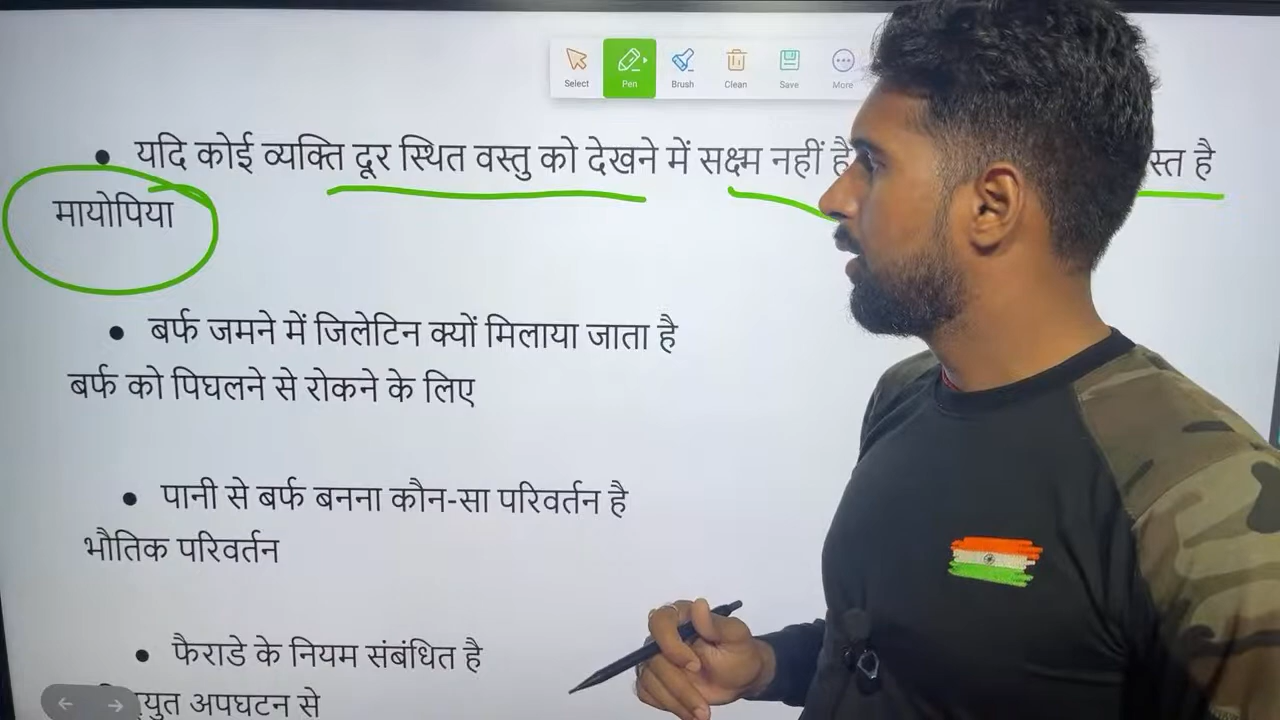 Select Pen Brush Clean Save More
• यदि कोई व्यक्ति दूर स्थित वस्तु को देखने में सक्ष्म नहीं है है
मायोपिया
• बर्फ जमने में जिलेटिन क्यों मिलाया जाता है
बर्फ को पिघलने से रोकने के लिए
• पानी से बर्फ बनना कौन-सा परिवर्तन है
भौतिक परिवर्तन
• फैराडे के नियम संबंधित है
अपघटन से